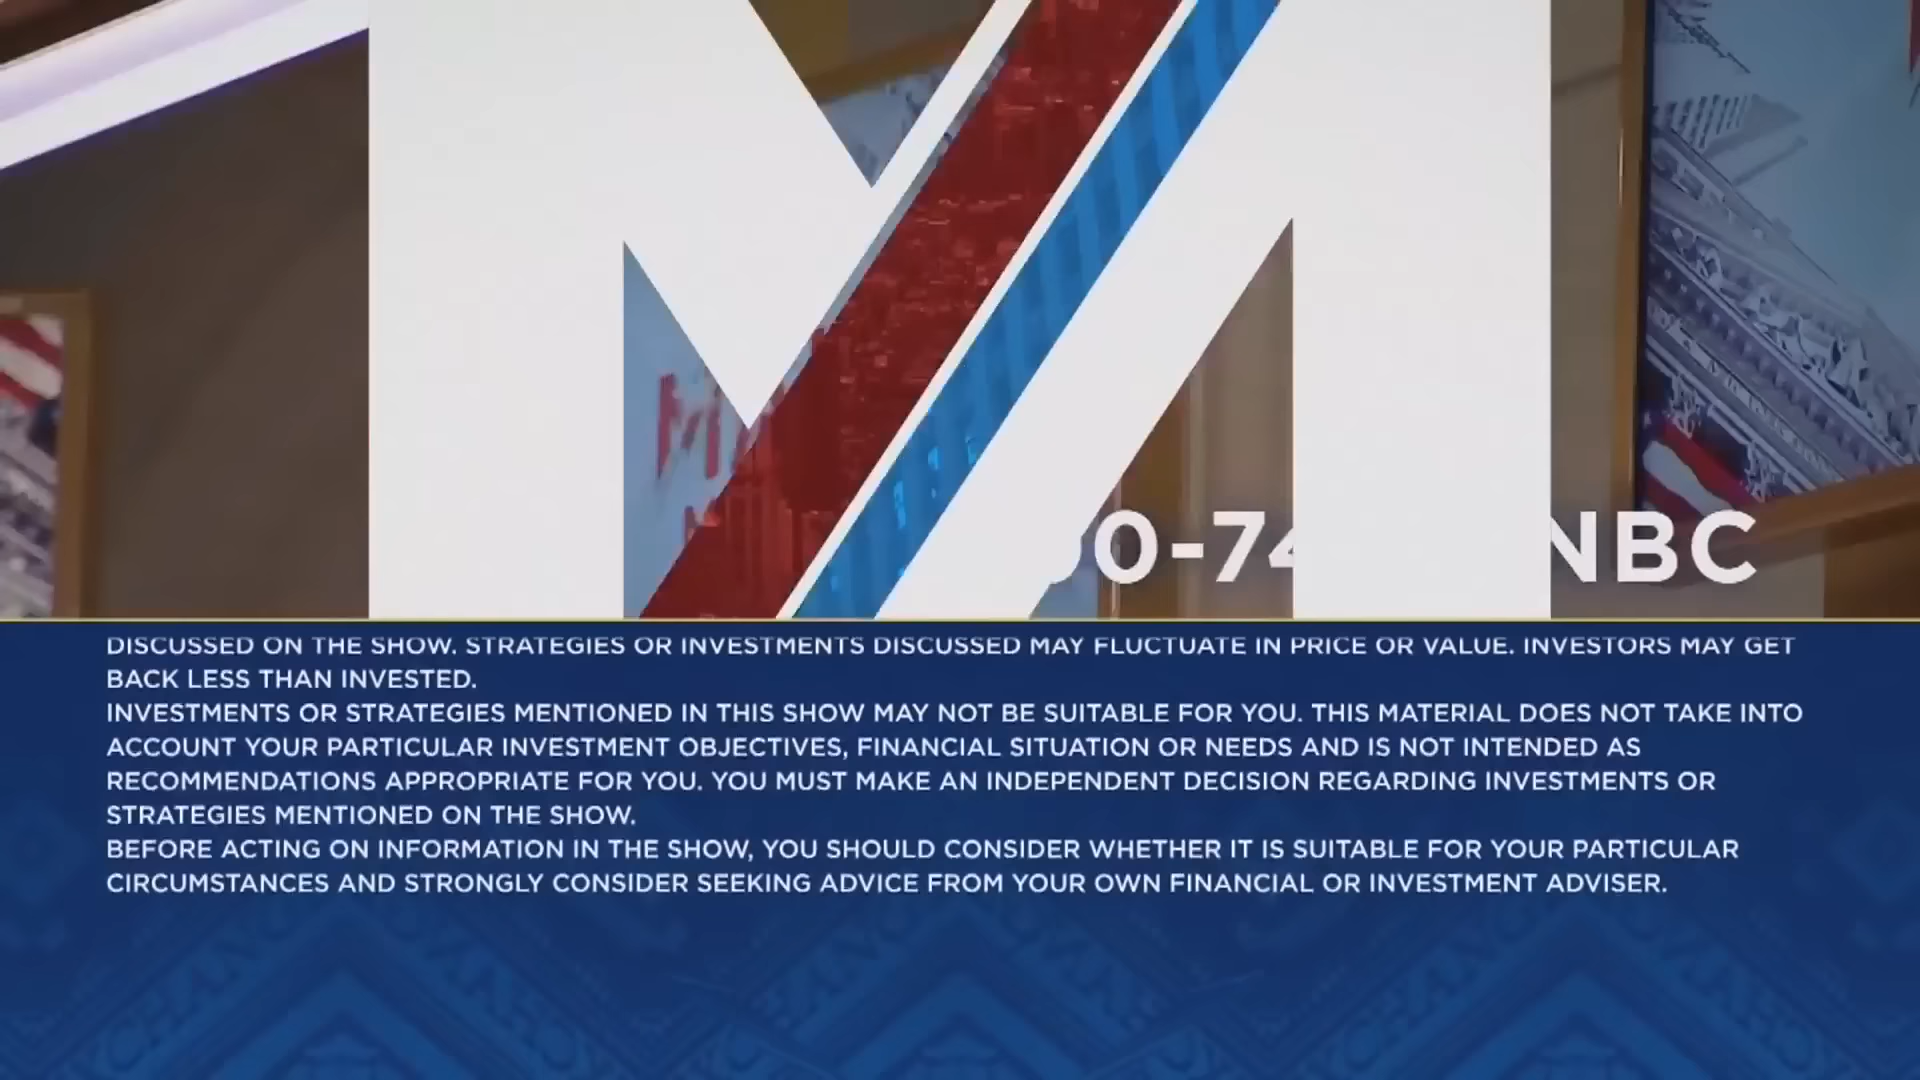 00-74
NBC
DISCUSSED ON THE SHOW. STRATEGIES OR INVESTMENTS DISCUSSED MAY FLUCTUATE IN PRICE OR VALUE. INVESTORS MAY GET
BACK LESS THAN INVESTED.
INVESTMENTS OR STRATEGIES MENTIONED IN THIS SHOW MAY NOT BE SUITABLE FOR YOU. THIS MATERIAL DOES NOT TAKE INTO
ACCOUNT YOUR PARTICULAR INVESTMENT OBJECTIVES, FINANCIAL SITUATION OR NEEDS AND IS NOT INTENDED AS
RECOMMENDATIONS APPROPRIATE FOR YOU. YOU MUST MAKE AN INDEPENDENT DECISION REGARDING INVESTMENTS OR
STRATEGIES MENTIONED ON THE SHOW.
BEFORE ACTING ON INFORMATION IN THE SHOW, YOU SHOULD CONSIDER WHETHER IT IS SUITABLE FOR YOUR PARTICULAR
CIRCUMSTANCES AND STRONGLY CONSIDER SEEKING ADVICE FROM YOUR OWN FINANCIAL OR INVESTMENT ADVISER.